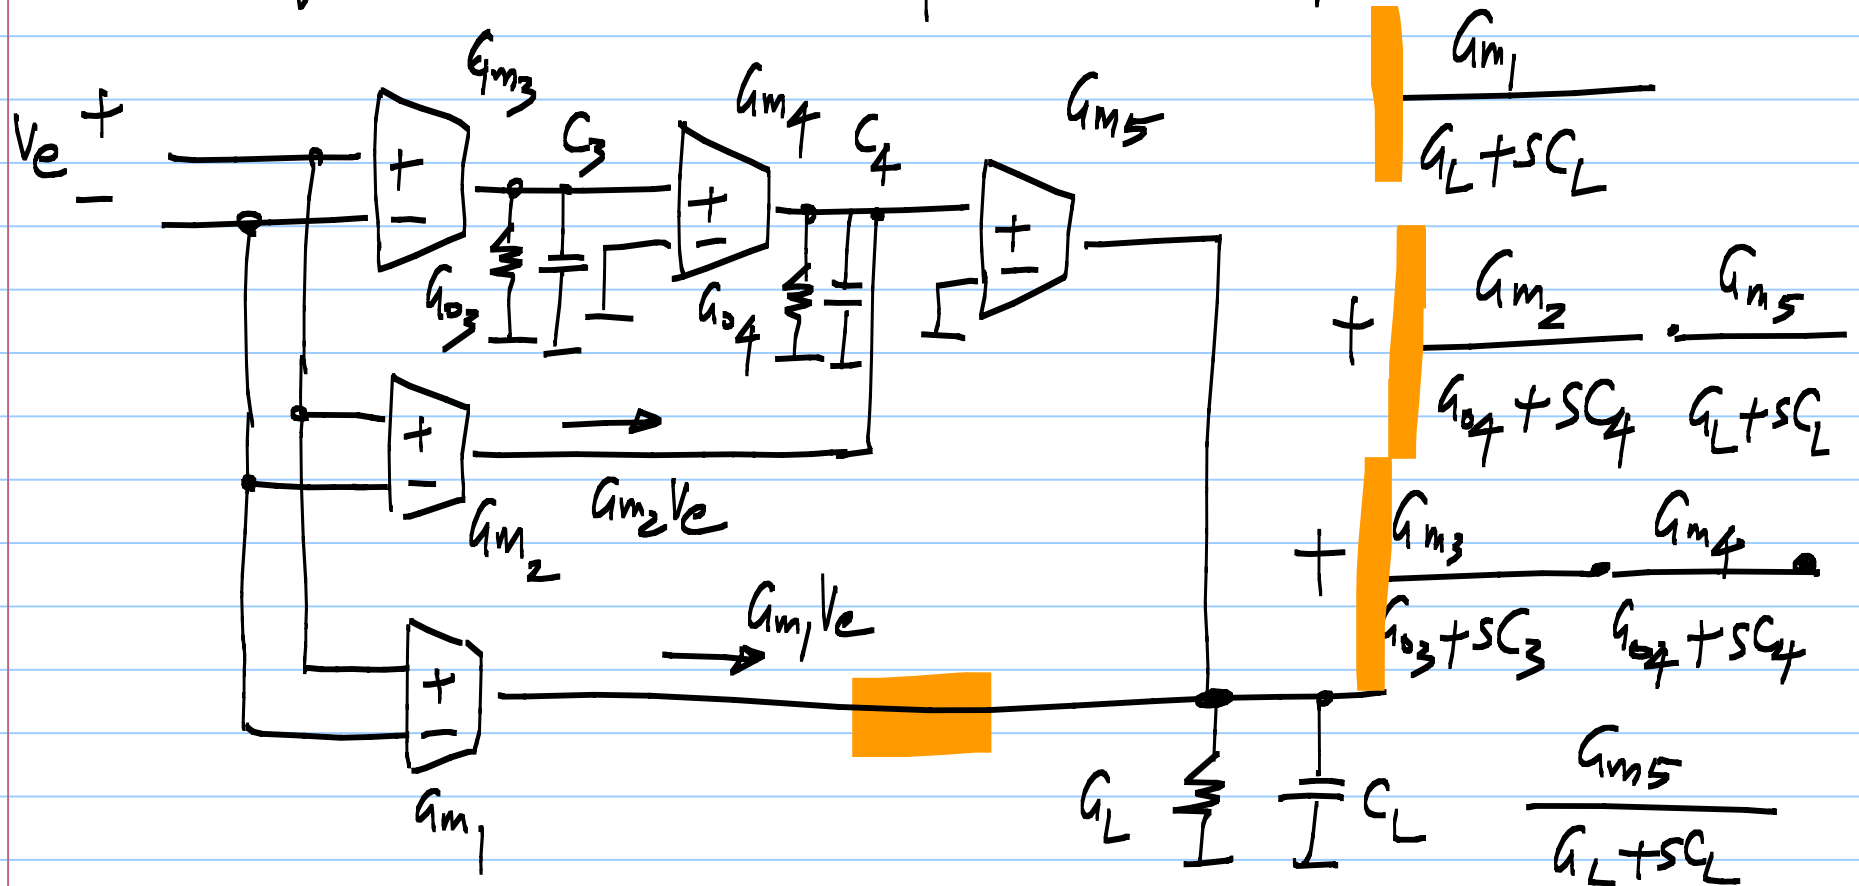 Gm3
Gm4
Gm5
Ve + −
C3
C4
+ −
+ −
+ −
Go3
Go4
+ −
Gm2
Gm2Ve
Gm1Ve
+ −
Gm1
GL
CL
Gm1
GL+sCL
+ Gm2 · Gm5
Go4+sC4 GL+sCL
+ Gm3 · Gm4 ·
Go3+sC3 Go4+sC4
Gm5
GL+sCL